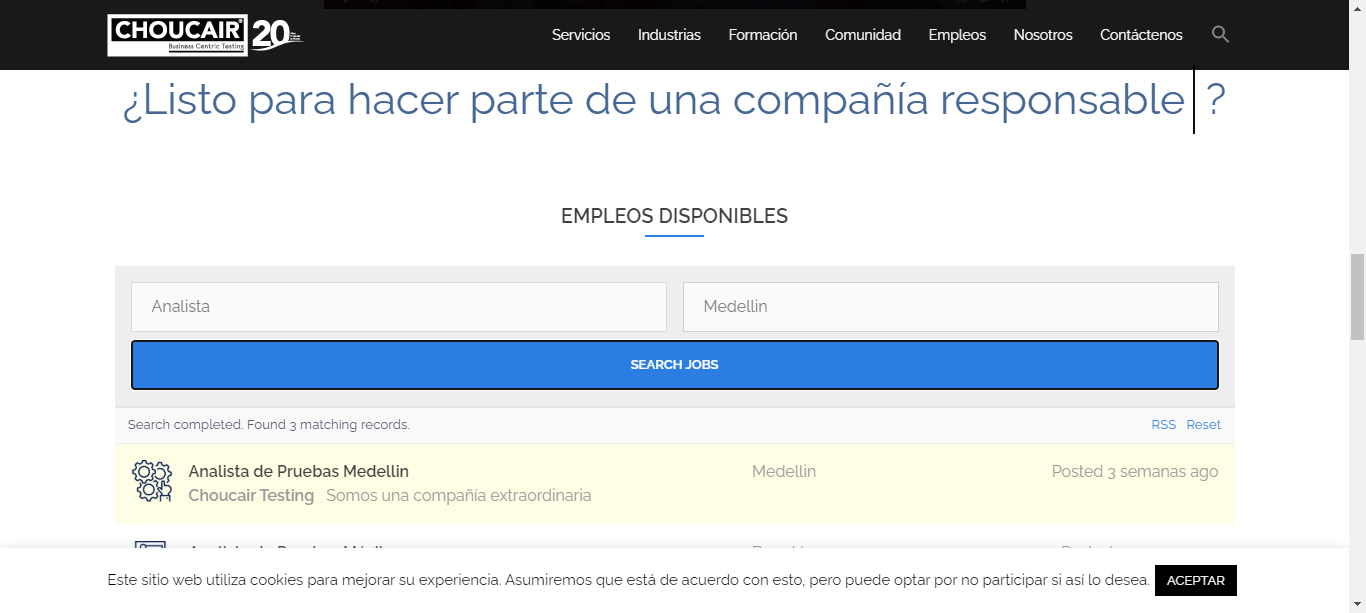 CHOUCAIR® 20
Business Centric Testing
Servicios Industrias Formación Comunidad Empleos Nosotros Contáctenos
¿Listo para hacer parte de una compañía responsable ?
EMPLEOS DISPONIBLES
Analista Medellin
SEARCH JOBS
Search completed. Found 3 matching records. RSS Reset
Analista de Pruebas Medellin Medellin Posted 3 semanas ago
Choucair Testing Somos una compañía extraordinaria
Este sitio web utiliza cookies para mejorar su experiencia. Asumiremos que está de acuerdo con esto, pero puede optar por no participar si así lo desea. ACEPTAR